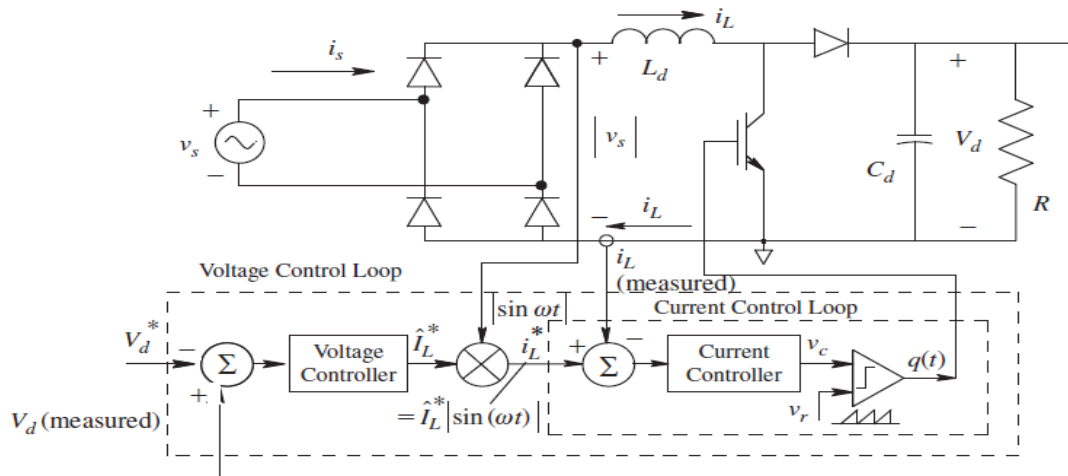 i_L
i_s
+
L_d
+
+
v_s
|v_s|
C_d
V_d
−
R
−
i_L
−
Voltage Control Loop
i_L
(measured)
|sin ωt|
Current Control Loop
V_d*
−
Σ
Voltage
Controller
Î_L*
i_L*
+
Σ
−
Current
Controller
v_c
q(t)
+
V_d (measured)
= Î_L* |sin (ωt)|
v_r